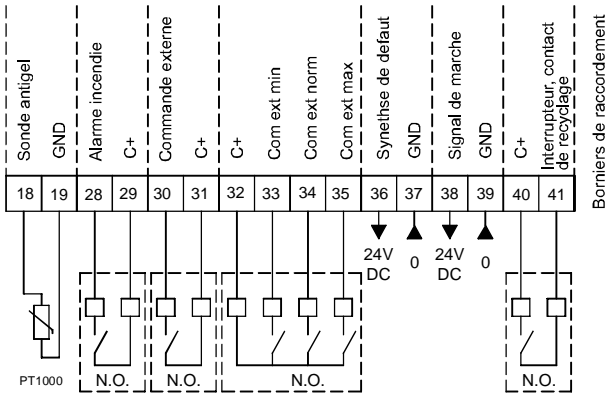 Sonde antigel
GND
Alarme incendie
C+
Commande externe
C+
C+
Com ext min
Com ext norm
Com ext max
Synethse de defaut
GND
Signal de marche
GND
C+
Interrupteur, contact
de recyclage
Borniers de raccordement
18 19 28 29 30 31 32 33 34 35 36 37 38 39 40 41
24V
DC
0
24V
DC
0
PT1000
N.O.
N.O.
N.O.
N.O.